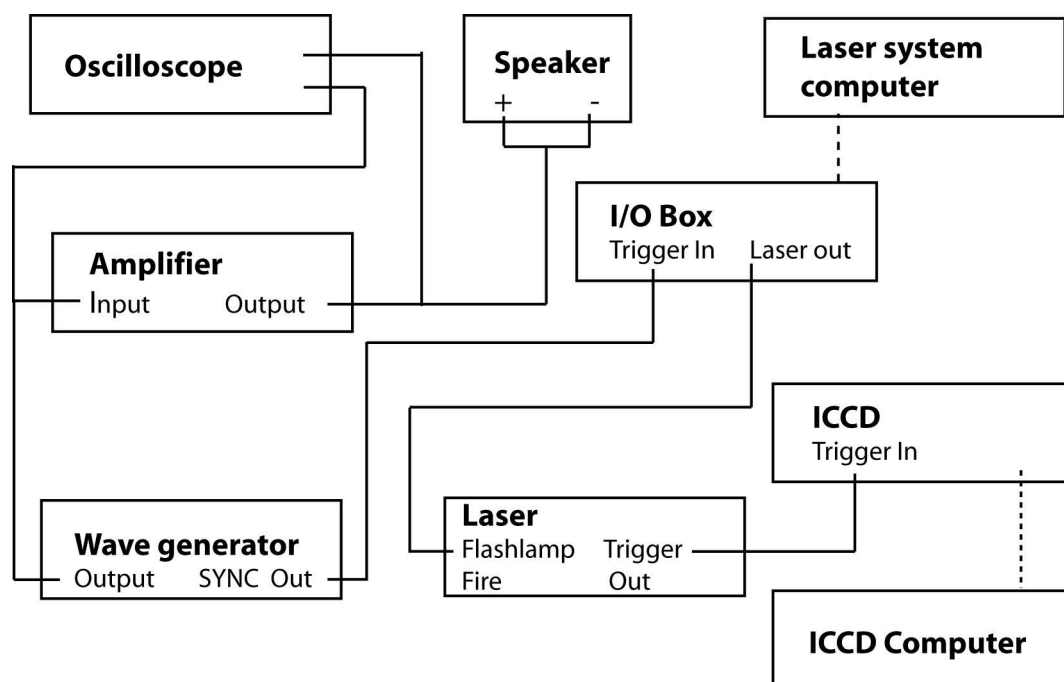 Oscilloscope
Speaker
+ -
Laser system
computer
I/O Box
Trigger In Laser out
Amplifier
Input Output
ICCD
Trigger In
Wave generator
Output SYNC Out
Laser
Flashlamp Trigger
Fire Out
ICCD Computer